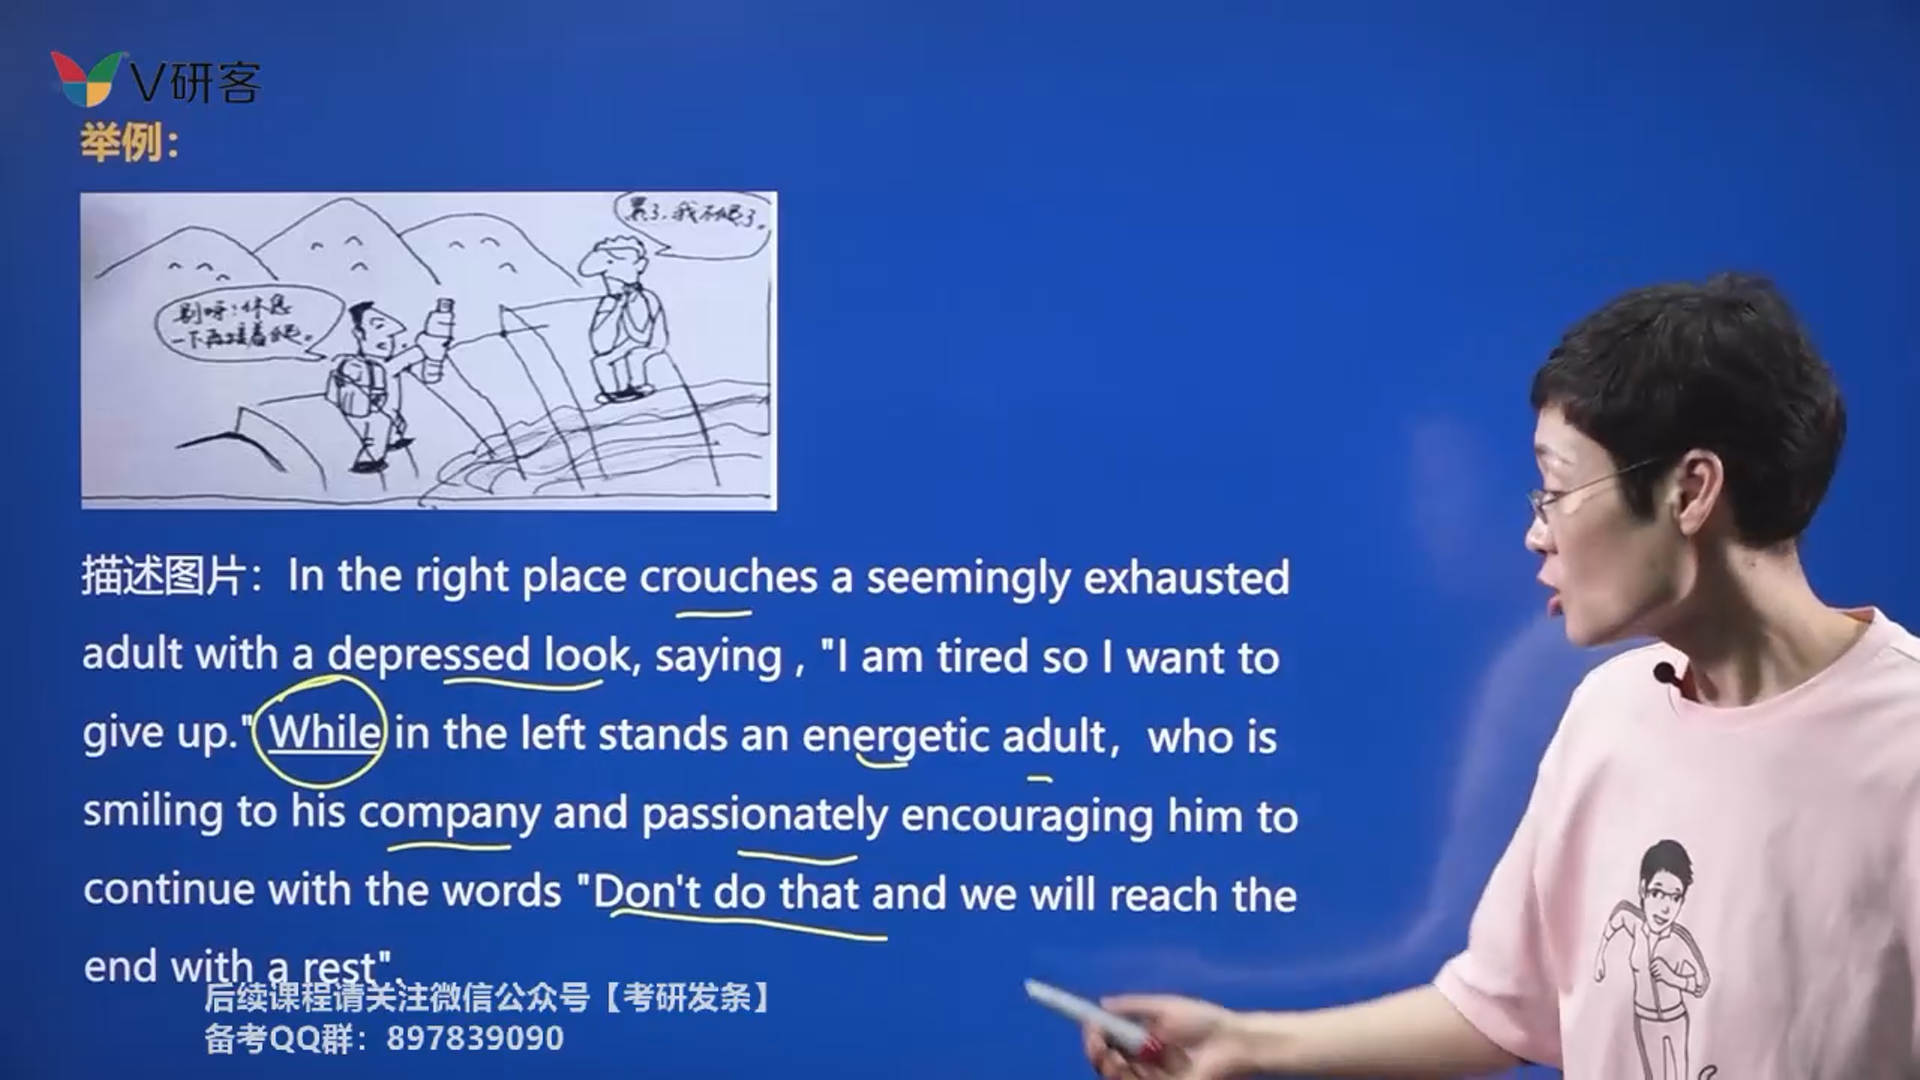 V研客
举例：
累了，我不爬了。
别呀！休息
一下再接着爬。
描述图片：In the right place crouches a seemingly exhausted
adult with a depressed look, saying , "I am tired so I want to
give up." While in the left stands an energetic adult，who is
smiling to his company and passionately encouraging him to
continue with the words "Don't do that and we will reach the
end with a rest".
后续课程请关注微信公众号【考研发条】
备考QQ群：897839090